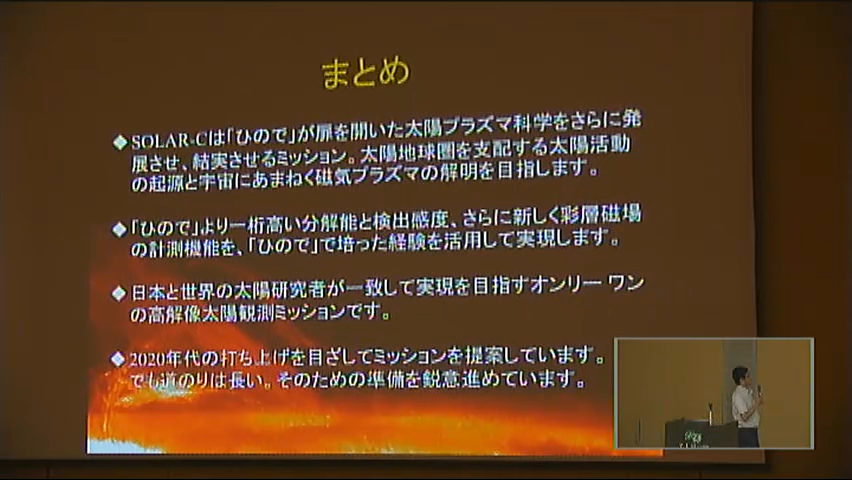 まとめ
◆SOLAR-Cは「ひので」が扉を開いた太陽プラズマ科学をさらに発
展させ、結実させるミッション。太陽地球圏を支配する太陽活動
の起源と宇宙にあまねく磁気プラズマの解明を目指します。
◆「ひので」より一桁高い分解能と検出感度、さらに新しく彩層磁場
の計測機能を、「ひので」で培った経験を活用して実現します。
◆日本と世界の太陽研究者が一致して実現を目指すオンリーワン
の高解像太陽観測ミッションです。
◆2020年代の打ち上げを目ざしてミッションを提案しています。
でも道のりは長い。そのための準備を鋭意進めています。